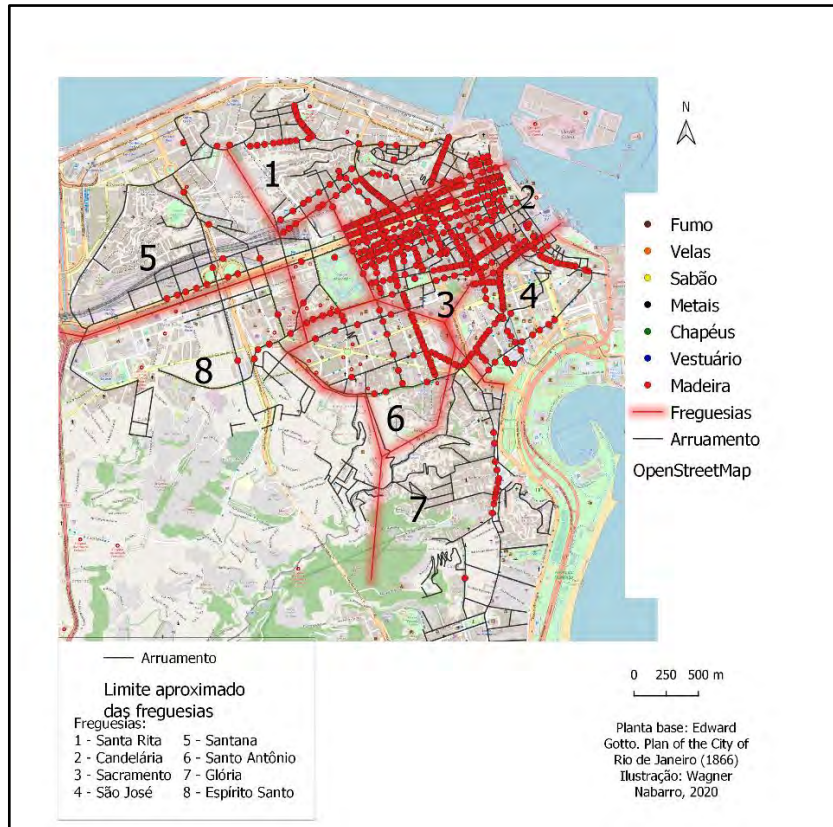 1
2
3
4
5
6
7
8
N
Fumo
Velas
Sabão
Metais
Chapéus
Vestuário
Madeira
Freguesias
Arruamento
OpenStreetMap
Arruamento
Limite aproximado
das freguesias
Freguesias:
1 - Santa Rita 5 - Santana
2 - Candelária 6 - Santo Antônio
3 - Sacramento 7 - Glória
4 - São José 8 - Espírito Santo
0 250 500 m
Planta base: Edward
Gotto. Plan of the City of
Rio de Janeiro (1866)
Ilustração: Wagner
Nabarro, 2020